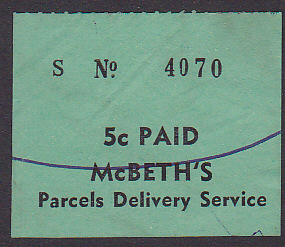 S Nº 4070
5c PAID
McBETH'S
Parcels Delivery Service